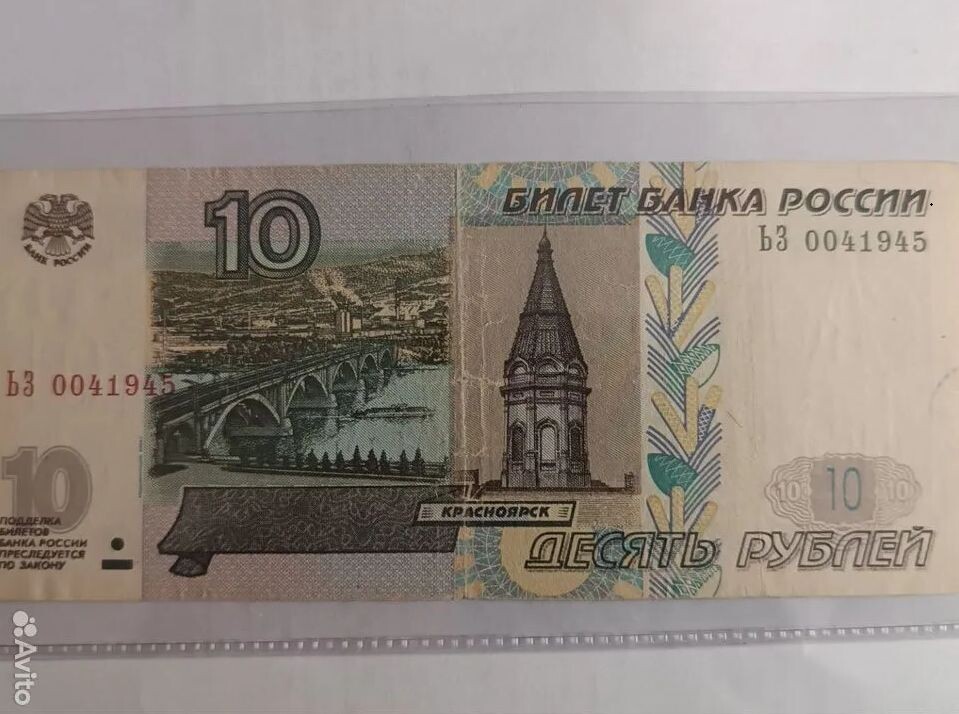 10
БИЛЕТ БАНКА РОССИИ
ЬЗ 0041945
БАНК РОССИИ
ЬЗ 0041945
10
ПОДДЕЛКА
БИЛЕТОВ
БАНКА РОССИИ
ПРЕСЛЕДУЕТСЯ
ПО ЗАКОНУ
КРАСНОЯРСК
10 10 10
ДЕСЯТЬ РУБЛЕЙ
Avito